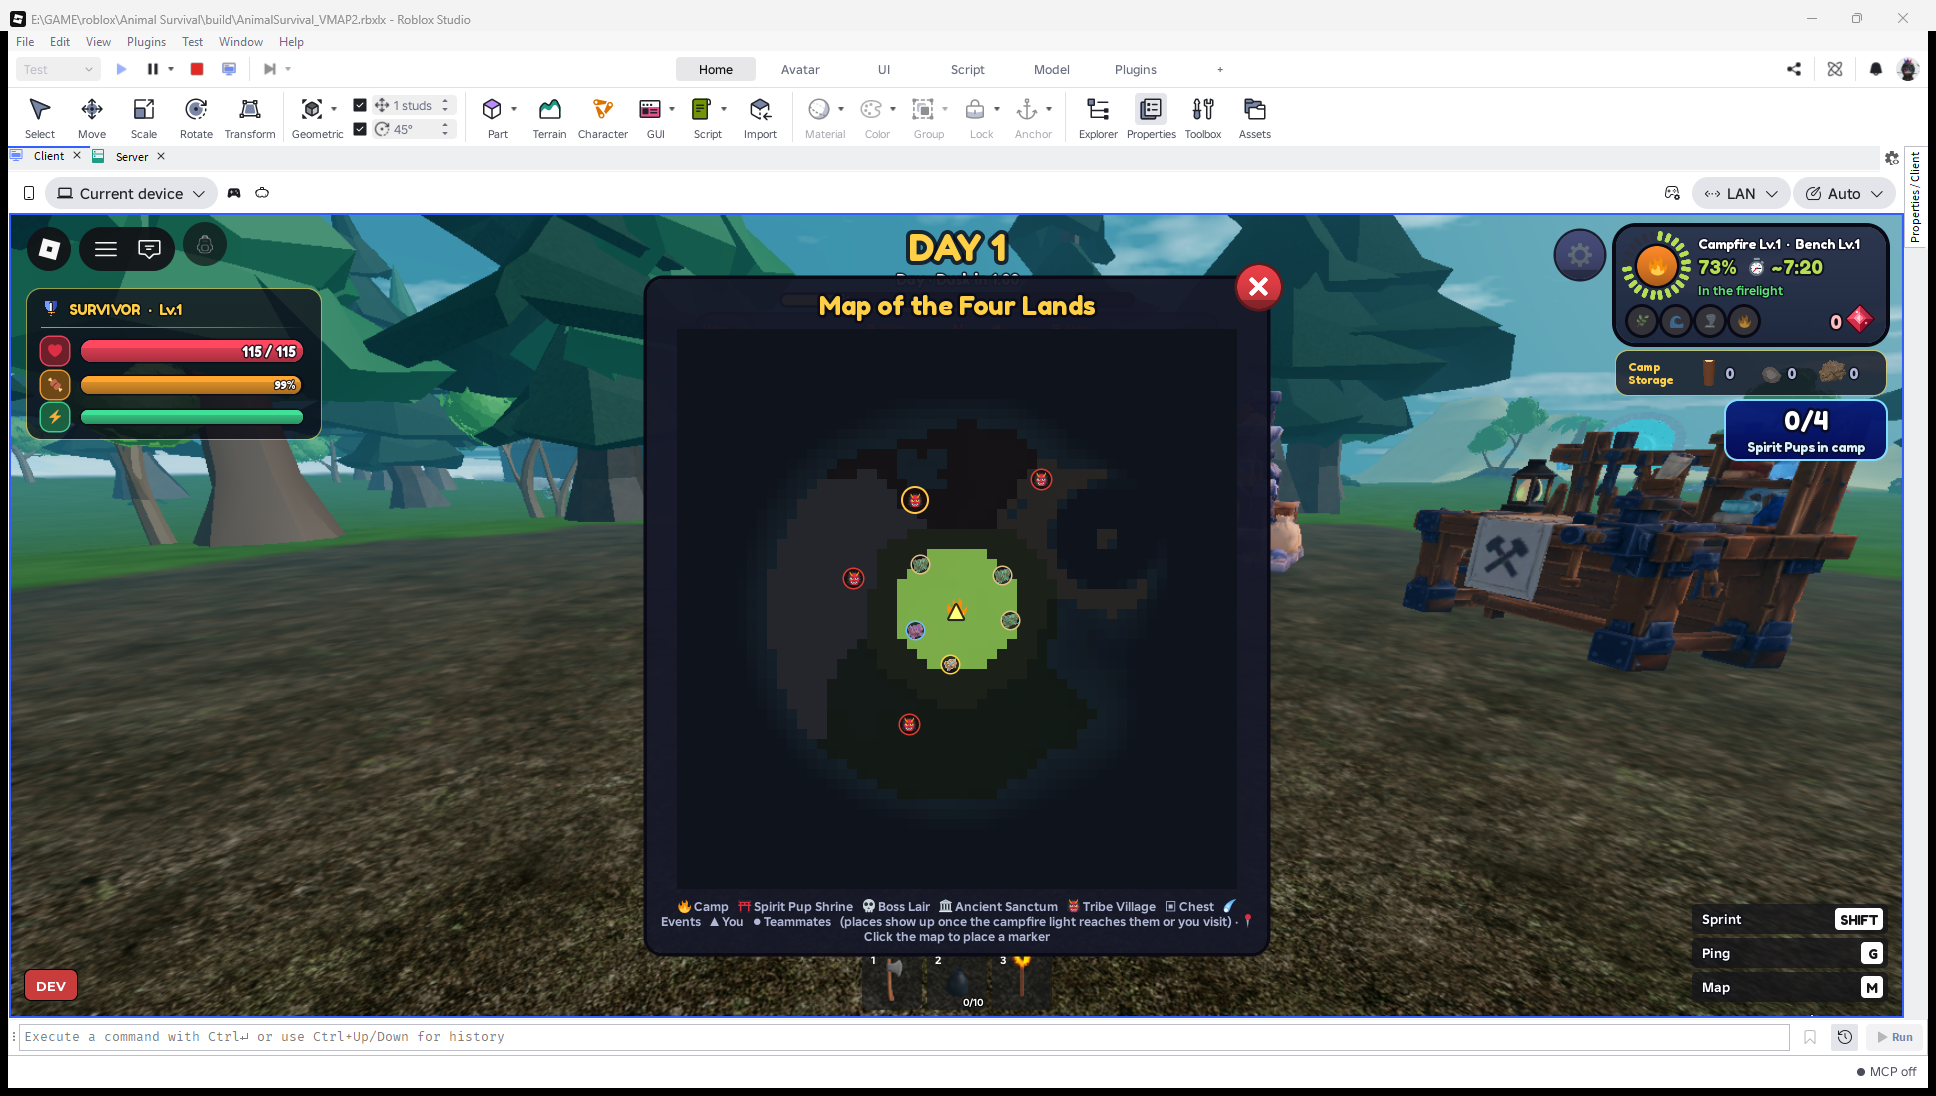 E:\GAME\roblox\Animal Survival\build\AnimalSurvival_VMAP2.rbxlx - Roblox Studio
File Edit View Plugins Test Window Help
Test
Home Avatar UI Script Model Plugins +
1 studs
45°
Select Move Scale Rotate Transform Geometric Part Terrain Character GUI Script Import Material Color Group Lock Anchor Explorer Properties Toolbox Assets
Client Server
Properties / Client
Current device
LAN Auto
DAY 1
SURVIVOR · Lv.1
115 / 115
99%
Campfire Lv.1 · Bench Lv.1
73% ~7:20
In the firelight
0
Camp Storage 0 0 0
0/4
Spirit Pups in camp
Map of the Four Lands
Camp Spirit Pup Shrine Boss Lair Ancient Sanctum Tribe Village Chest
Events ▲ You ● Teammates (places show up once the campfire light reaches them or you visit) ·
Click the map to place a marker
1 2 3
0/10
Sprint SHIFT
Ping G
Map M
DEV
Execute a command with Ctrl↵ or use Ctrl+Up/Down for history
Run
MCP off